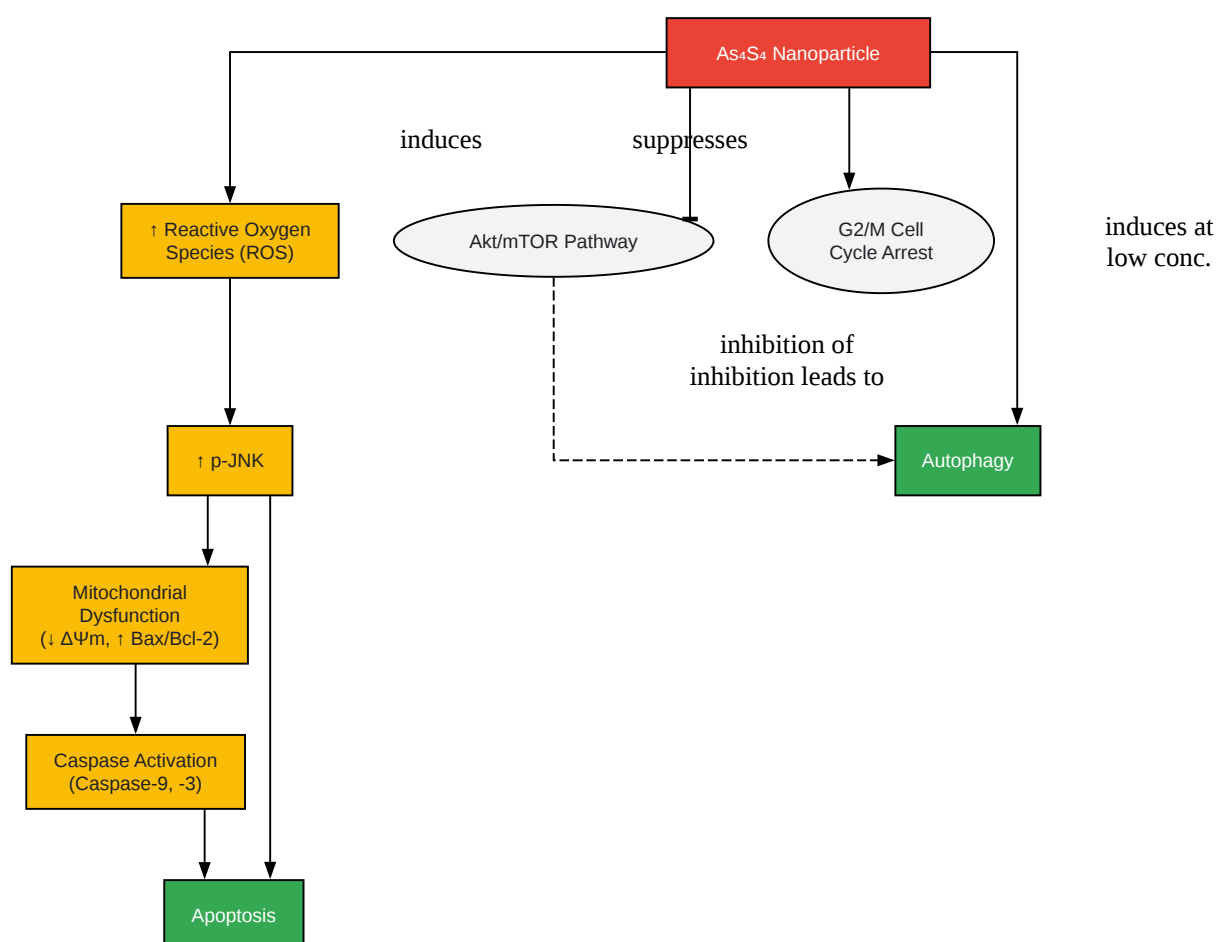 As₄S₄ Nanoparticle
induces
suppresses
↑ Reactive Oxygen
Species (ROS)
Akt/mTOR Pathway
G2/M Cell
Cycle Arrest
induces at
low conc.
inhibition of
inhibition leads to
↑ p-JNK
Autophagy
Mitochondrial
Dysfunction
(↓ ΔΨm, ↑ Bax/Bcl-2)
Caspase Activation
(Caspase-9, -3)
Apoptosis